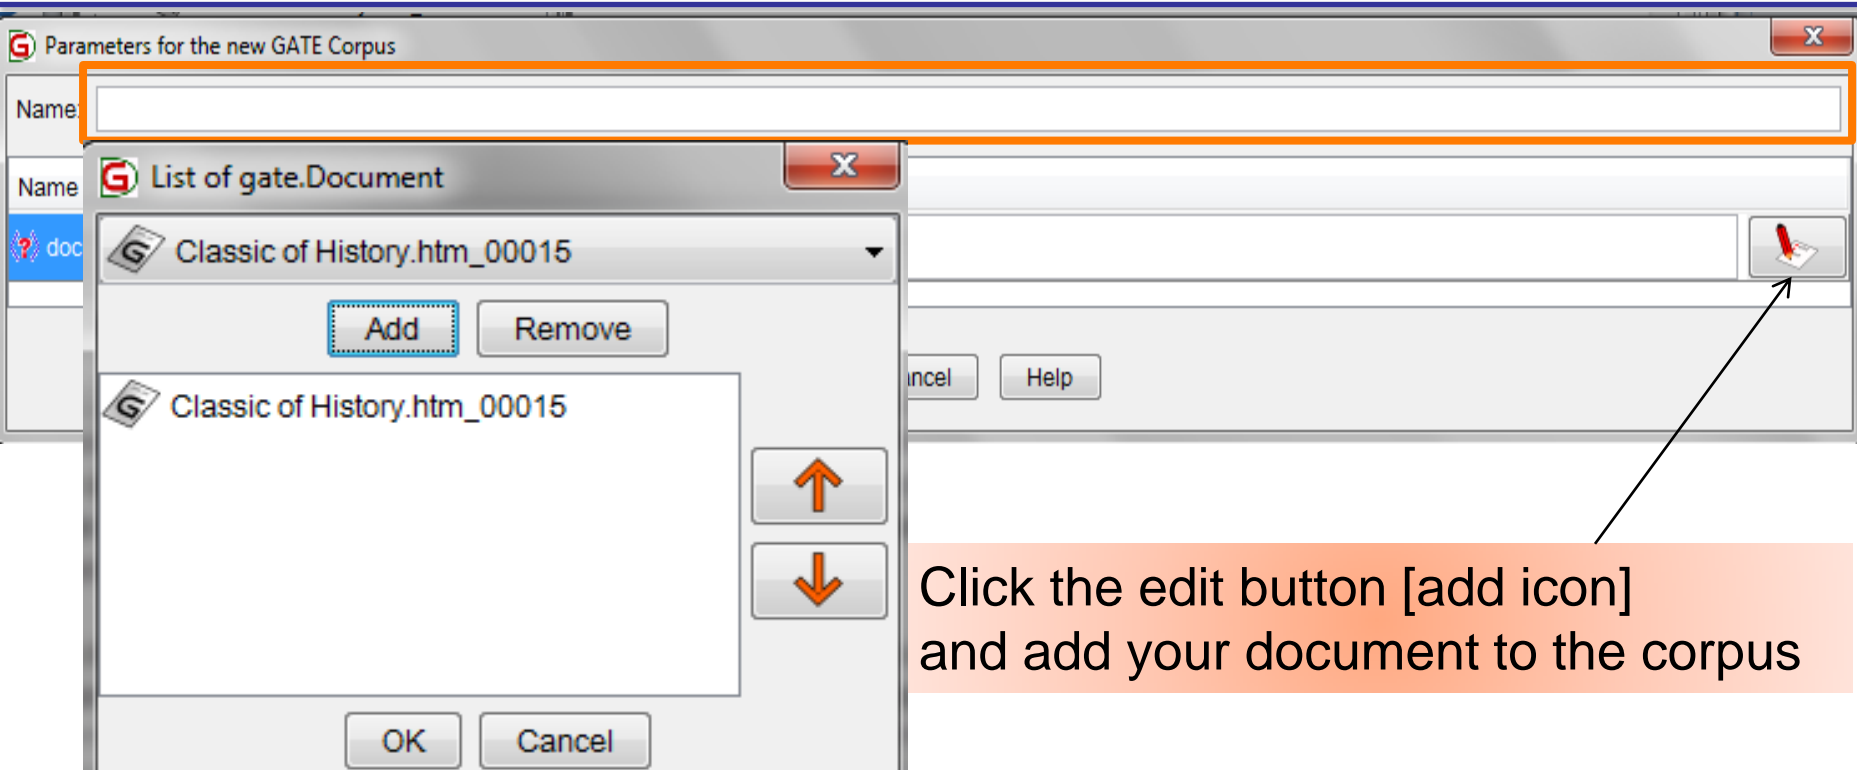 Parameters for the new GATE Corpus
Name:
Name
List of gate.Document
doc
Classic of History.htm_00015
Add Remove
Classic of History.htm_00015
ncel Help
Click the edit button [add icon]
and add your document to the corpus
OK Cancel